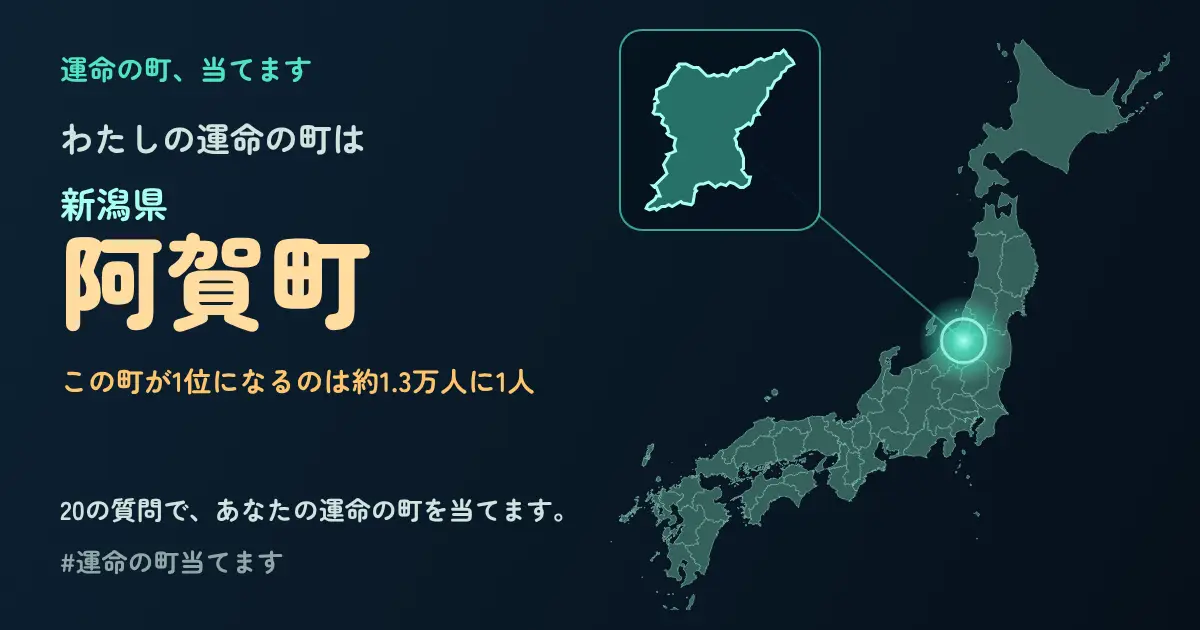 運命の町、当てます
わたしの運命の町は
新潟県
阿賀町
この町が1位になるのは約1.3万人に1人
20の質問で、あなたの運命の町を当てます。
#運命の町当てます